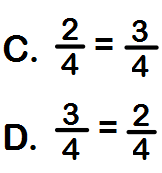 C. 2/4 = 3/4
D. 3/4 = 2/4